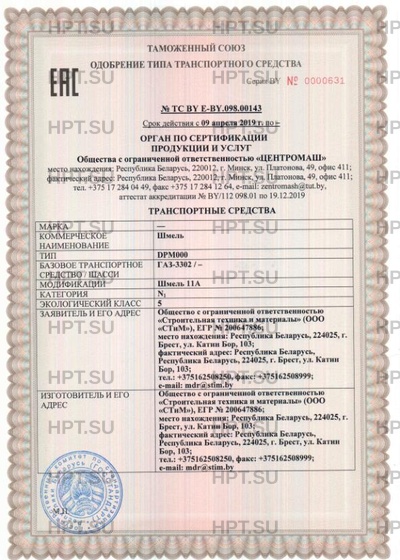 ТАМОЖЕННЫЙ СОЮЗ
ОДОБРЕНИЕ ТИПА ТРАНСПОРТНОГО СРЕДСТВА
ЕАС
Серия BY № 0000631
№ ТС BY E-BY.098.00143
Срок действия с 09 апреля 2019 г. по -
ОРГАН ПО СЕРТИФИКАЦИИ
ПРОДУКЦИИ И УСЛУГ
Общества с ограниченной ответственностью «ЦЕНТРОМАШ»
место нахождения: Республика Беларусь, 220012, г. Минск, ул. Платонова, 49, офис 411;
фактический адрес: Республика Беларусь, 220012, г. Минск, ул. Платонова, 49, офис 411;
тел. +375 17 284 04 49, факс +375 17 284 12 64, e-mail: zentromash@tut.by,
аттестат аккредитации № BY/112 098.01 по 19.12.2019
ТРАНСПОРТНЫЕ СРЕДСТВА
МАРКА —
КОММЕРЧЕСКОЕ НАИМЕНОВАНИЕ Шмель
ТИП DPM000
БАЗОВОЕ ТРАНСПОРТНОЕ СРЕДСТВО / ШАССИ ГАЗ-3302 / –
МОДИФИКАЦИИ Шмель 11А
КАТЕГОРИЯ N₁
ЭКОЛОГИЧЕСКИЙ КЛАСС 5
ЗАЯВИТЕЛЬ И ЕГО АДРЕС Общество с ограниченной ответственностью
«Строительная техника и материалы» (ООО
«СТиМ»), ЕГР № 200647886;
место нахождения: Республика Беларусь, 224025, г.
Брест, ул. Катин Бор, 103;
фактический адрес: Республика Беларусь,
224025, г. Брест, ул. Катин Бор, 103;
тел.: +375162508250, факс: +375162508999;
e-mail: mdr@stim.by
ИЗГОТОВИТЕЛЬ И ЕГО АДРЕС Общество с ограниченной ответственностью
«Строительная техника и материалы» (ООО
«СТиМ»), ЕГР № 200647886;
место нахождения: Республика Беларусь, 224025, г.
Брест, ул. Катин Бор, 103;
фактический адрес: Республика Беларусь,
224025, г. Брест, ул. Катин Бор, 103;
тел.: +375162508250, факс: +375162508999;
e-mail: mdr@stim.by
М.П.
HPT.SU